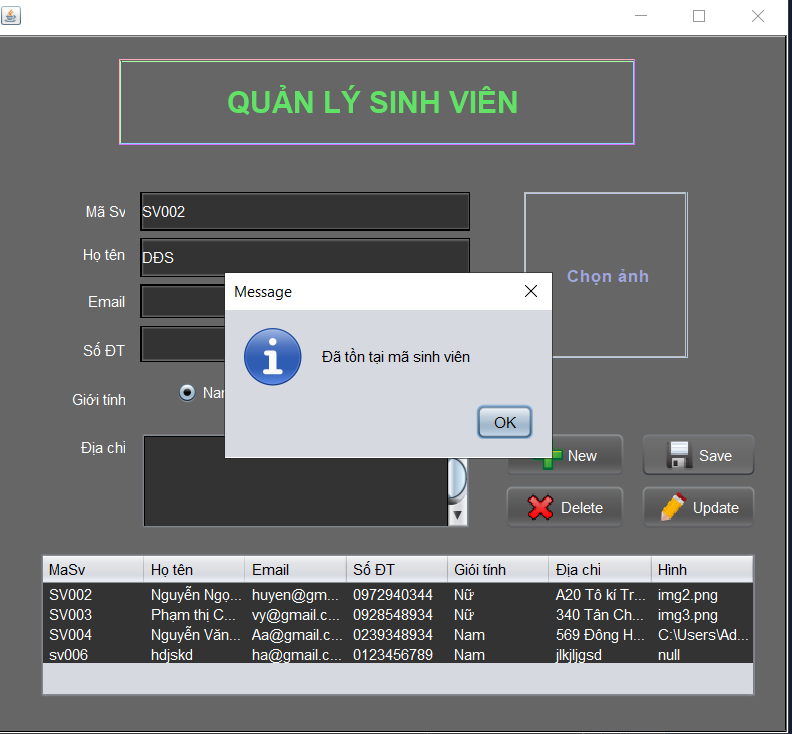 QUẢN LÝ SINH VIÊN
Mã Sv SV002
Họ tên DĐS
Chọn ảnh
Message
Email
Đã tồn tại mã sinh viên
Số ĐT
Giới tính
OK
Địa chỉ
New Save
Delete Update
MaSv Họ tên Email Số ĐT Giói tính Địa chỉ Hình
SV002 Nguyễn Ngọ... huyen@gm... 0972940344 Nữ A20 Tô kí Tr... img2.png
SV003 Phạm thị C... vy@gmail.c... 0928548934 Nữ 340 Tân Ch... img3.png
SV004 Nguyễn Văn... Aa@gmail.c... 0239348934 Nam 569 Đông H... C:\Users\Ad...
sv006 hdjskd ha@gmail.c... 0123456789 Nam jlkjljgsd null